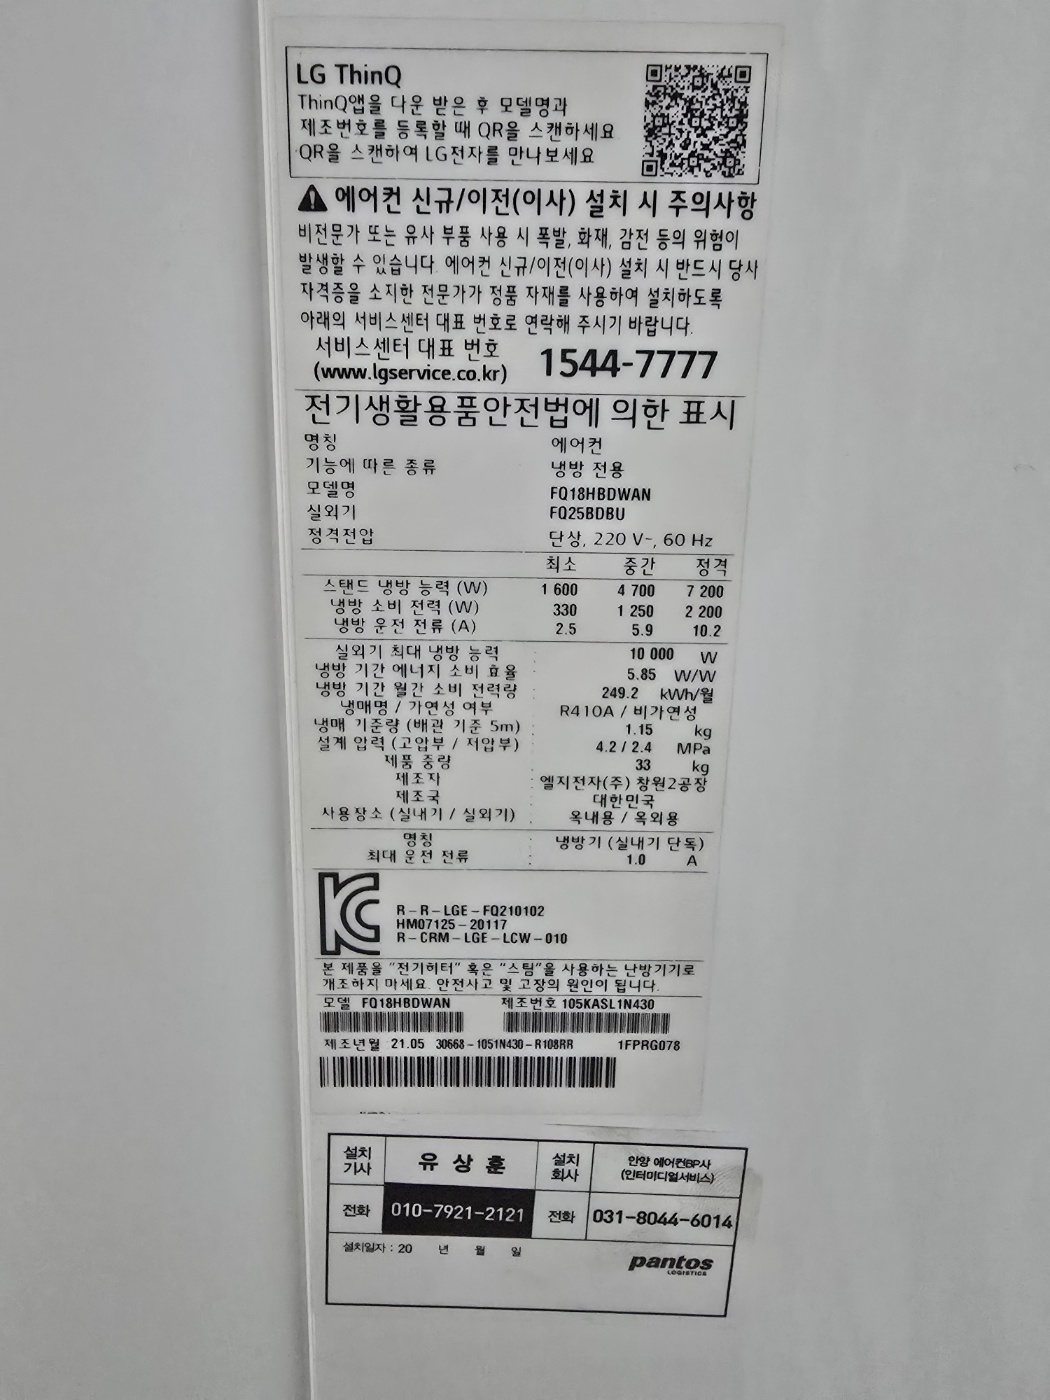 LG ThinQ
ThinQ앱을 다운 받은 후 모델명과
제조번호를 등록할 때 QR을 스캔하세요
QR을 스캔하여 LG전자를 만나보세요
에어컨 신규/이전(이사) 설치 시 주의사항
비전문가 또는 유사 부품 사용 시 폭발, 화재, 감전 등의 위험이
발생할 수 있습니다. 에어컨 신규/이전(이사) 설치 시 반드시 당사
자격증을 소지한 전문가가 정품 자재를 사용하여 설치하도록
아래의 서비스센터 대표 번호로 연락해 주시기 바랍니다.
서비스센터 대표 번호
(www.lgservice.co.kr) 1544-7777
전기생활용품안전법에 의한 표시
명칭 에어컨
기능에 따른 종류 냉방 전용
모델명 FQ18HBDWAN
실외기 FQ25BDBU
정격전압 단상, 220 V~, 60 Hz
최소 중간 정격
스탠드 냉방 능력 (W) 1 600 4 700 7 200
냉방 소비 전력 (W) 330 1 250 2 200
냉방 운전 전류 (A) 2.5 5.9 10.2
실외기 최대 냉방 능력 : 10 000 W
냉방 기간 에너지 소비 효율 : 5.85 W/W
냉방 기간 월간 소비 전력량 : 249.2 kWh/월
냉매명 / 가연성 여부 : R410A / 비가연성
냉매 기준량 (배관 기준 5m) : 1.15 kg
설계 압력 (고압부 / 저압부) : 4.2 / 2.4 MPa
제품 중량 : 33 kg
제조자 : 엘지전자(주) 창원2공장
제조국 : 대한민국
사용장소 (실내기 / 실외기) : 옥내용 / 옥외용
명칭 : 냉방기 (실내기 단독)
최대 운전 전류 : 1.0 A
R-R-LGE-FQ210102
HM07125-20117
R-CRM-LGE-LCW-010
본 제품을 "전기히터" 혹은 "스팀"을 사용하는 난방기기로
개조하지 마세요. 안전사고 및 고장의 원인이 됩니다.
모델 FQ18HBDWAN 제조번호 105KASL1N430
제조년월 21.05 30668-1051N430-R108RR 1FPRG078
설치기사 유상훈 설치회사 안양 에어컨BP사
(인터미디얼서비스)
전화 010-7921-2121 전화 031-8044-6014
설치일자 : 20 년 월 일
pantos
LOGISTICS